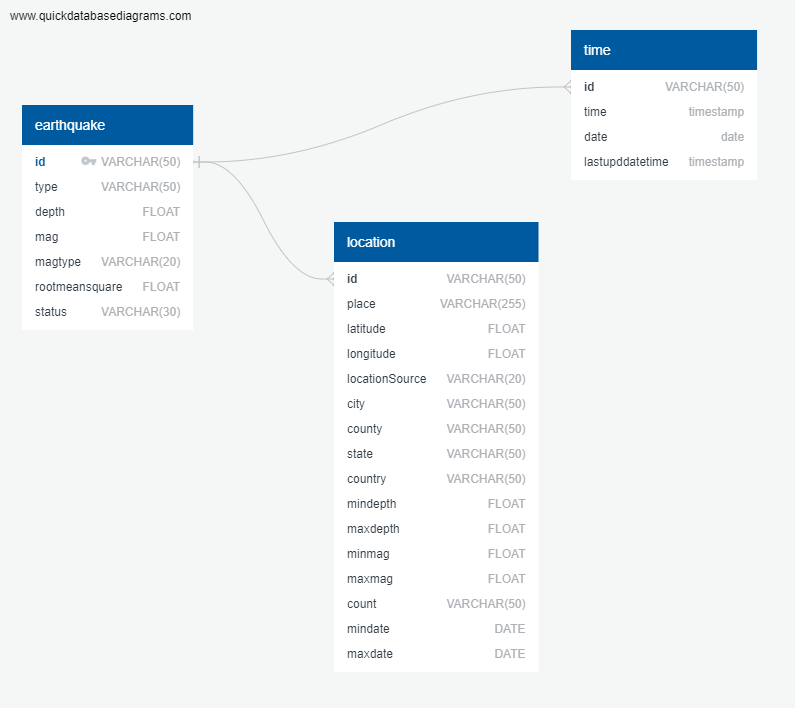 www.quickdatabasediagrams.com
time
id VARCHAR(50)
time timestamp
date date
lastupddatetime timestamp
earthquake
id VARCHAR(50)
type VARCHAR(50)
depth FLOAT
mag FLOAT
magtype VARCHAR(20)
rootmeansquare FLOAT
status VARCHAR(30)
location
id VARCHAR(50)
place VARCHAR(255)
latitude FLOAT
longitude FLOAT
locationSource VARCHAR(20)
city VARCHAR(50)
county VARCHAR(50)
state VARCHAR(50)
country VARCHAR(50)
mindepth FLOAT
maxdepth FLOAT
minmag FLOAT
maxmag FLOAT
count VARCHAR(50)
mindate DATE
maxdate DATE